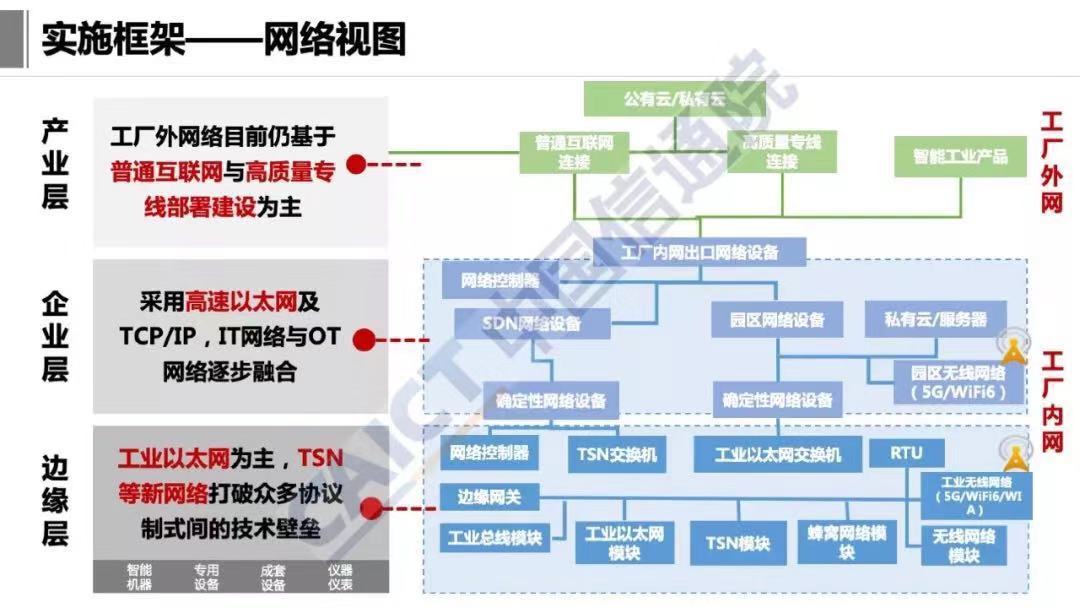 实施框架——网络视图
产业层
工厂外网络目前仍基于
普通互联网与高质量专
线部署建设为主
企业层
采用高速以太网及
TCP/IP，IT网络与OT
网络逐步融合
边缘层
工业以太网为主，TSN
等新网络打破众多协议
制式间的技术壁垒
智能
机器
专用
设备
成套
设备
仪器
仪表
公有云/私有云
普通互联网
连接
高质量专线
连接
智能工业产品
工厂外网
工厂内网出口网络设备
网络控制器
SDN网络设备
园区网络设备
私有云/服务器
园区无线网络
（5G/WiFi6）
确定性网络设备
确定性网络设备
工厂内网
网络控制器
TSN交换机
工业以太网交换机
RTU
边缘网关
工业无线网络
（5G/WiFi6/WI
A）
工业总线模块
工业以太网
模块
TSN模块
蜂窝网络模
块
无线网络
模块
CAICT 中国信通院